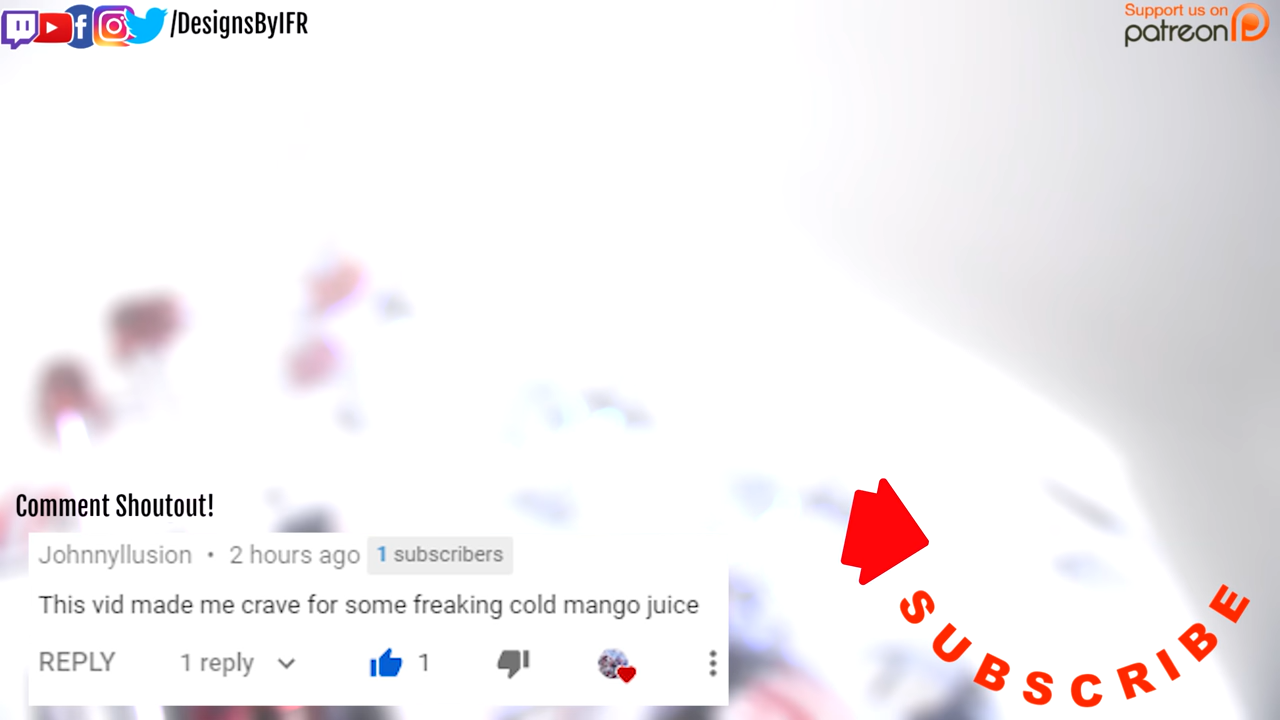 /DesignsByIFR
Support us on
patreon
Comment Shoutout!
Johnnyllusion • 2 hours ago 1 subscribers
This vid made me crave for some freaking cold mango juice
REPLY 1 reply 1
SUBSCRIBE